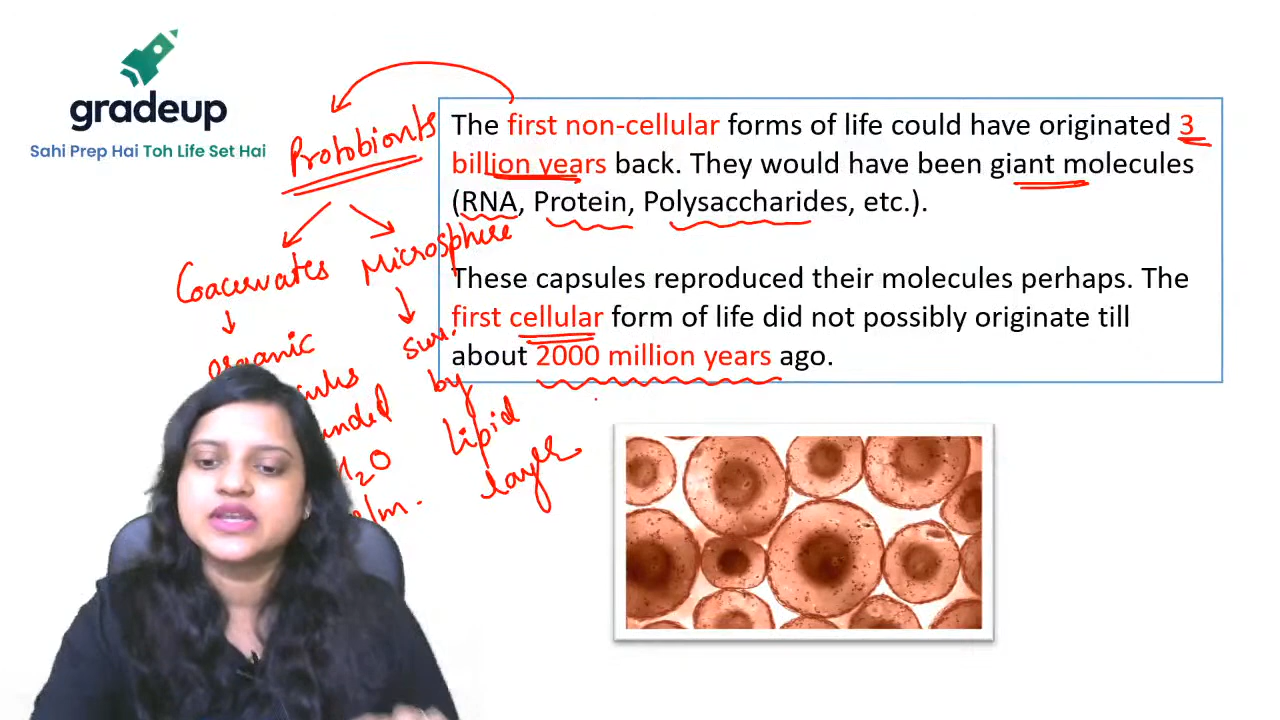 gradeup
Sahi Prep Hai Toh Life Set Hai
Protobionts
Coacervates
Microsphere
organic
H2O
by
lipid
layer
The first non-cellular forms of life could have originated 3
billion years back. They would have been giant molecules
(RNA, Protein, Polysaccharides, etc.).
These capsules reproduced their molecules perhaps. The
first cellular form of life did not possibly originate till
about 2000 million years ago.